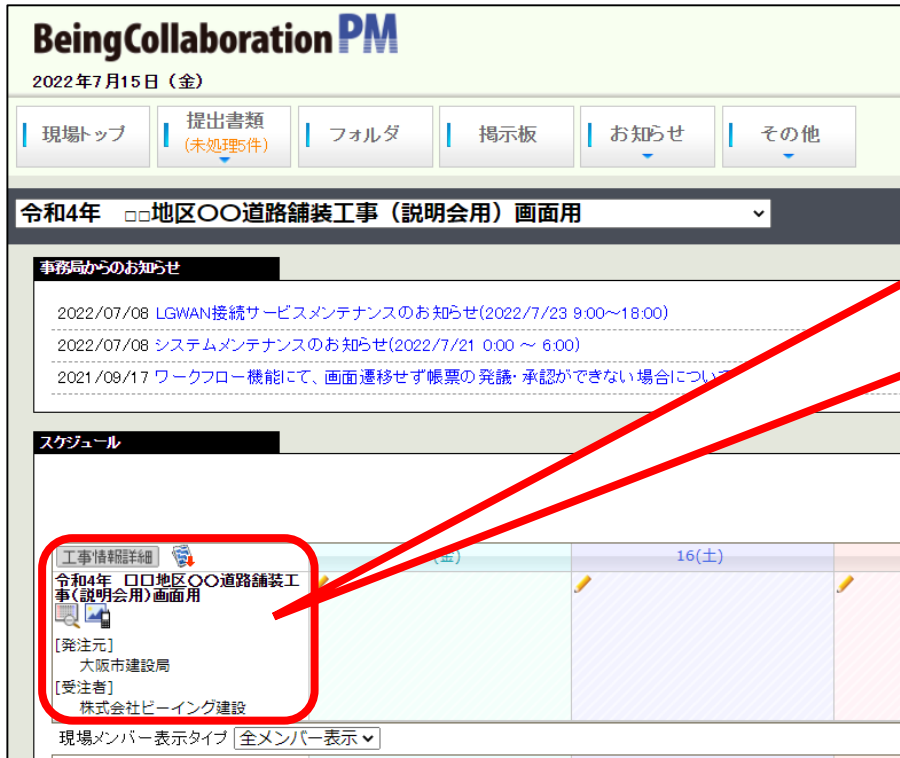 BeingCollaboration PM
2022年7月15日（金）
現場トップ
提出書類
(未処理5件)
フォルダ
掲示板
お知らせ
その他
令和4年　□□地区〇〇道路舗装工事（説明会用）画面用
事務局からのお知らせ
2022/07/08 LGWAN接続サービスメンテナンスのお知らせ(2022/7/23 9:00～18:00)
2022/07/08 システムメンテナンスのお知らせ(2022/7/21 0:00 ～ 6:00)
2021/09/17 ワークフロー機能にて、画面遷移せず帳票の発議・承認ができない場合につい
スケジュール
工事情報詳細
(金)
16(土)
令和4年　口口地区〇〇道路舗装工
事(説明会用)画面用
[発注元]
大阪市建設局
[受注者]
株式会社ビーイング建設
現場メンバー表示タイプ 全メンバー表示